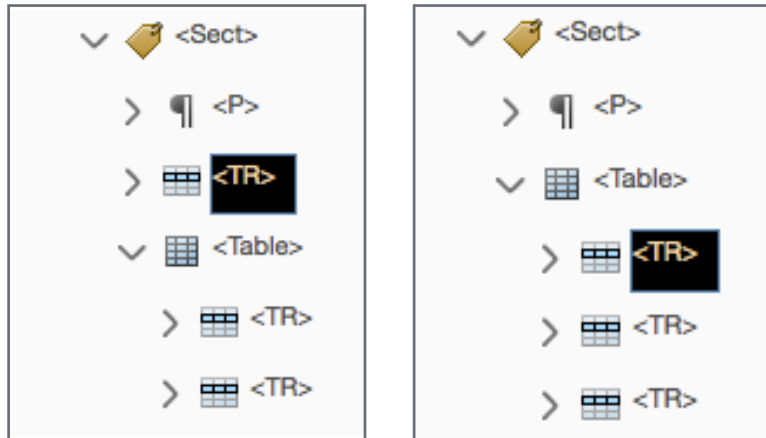 <Sect>
<P>
<TR>
<Table>
<TR>
<TR>
<Sect>
<P>
<Table>
<TR>
<TR>
<TR>